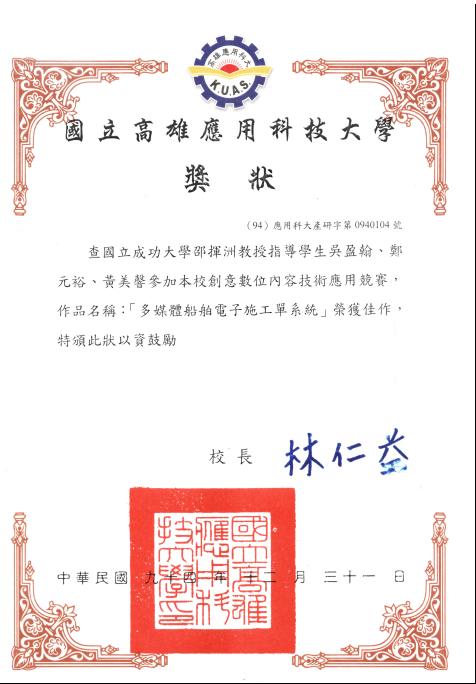 高雄應用科大
K.U.A.S.
國立高雄應用科技大學
獎狀
(94)應用科大產研字第0940104號
查國立成功大學邵揮洲教授指導學生吳盈翰、鄭
元裕、黃美馨參加本校創意數位內容技術應用競賽，
作品名稱：「多媒體船舶電子施工單系統」榮獲佳作，
特頒此狀以資鼓勵
校長 林仁益
國立高雄應用科技大學印
中華民國 九十四 年 十二 月 三十一 日